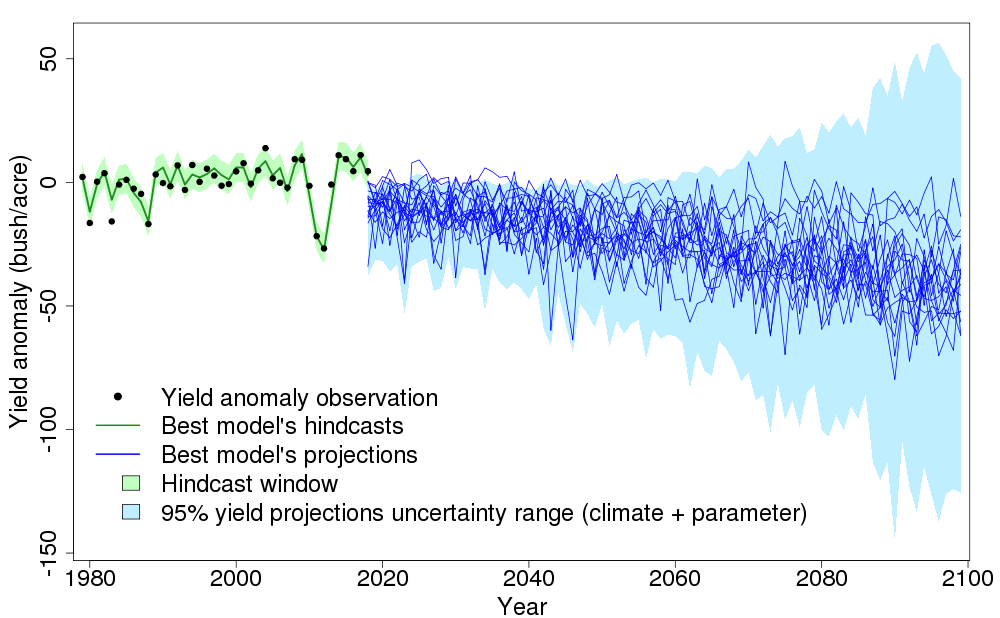 50
0
-50
-100
-150
Yield anomaly (bush/acre)
Yield anomaly observation
Best model's hindcasts
Best model's projections
Hindcast window
95% yield projections uncertainty range (climate + parameter)
1980 2000 2020 2040 2060 2080 2100
Year